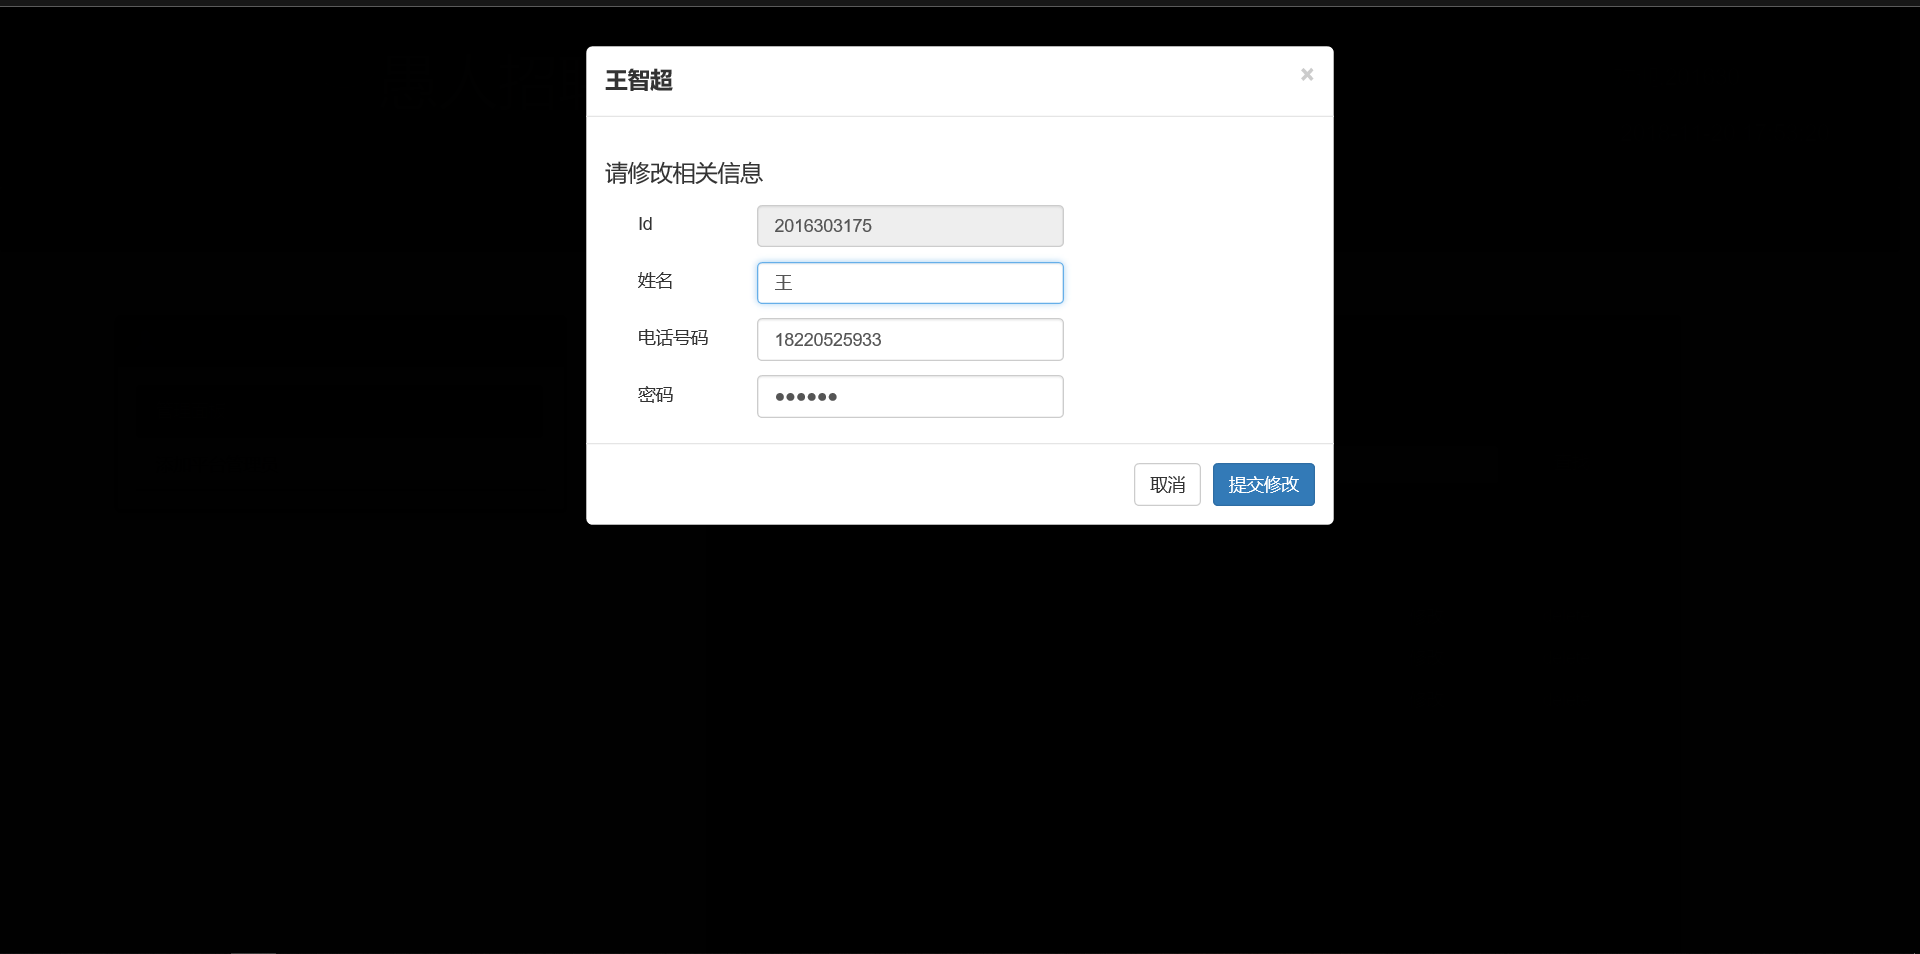 王智超
×
请修改相关信息
Id 2016303175
姓名 王
电话号码 18220525933
密码 ••••••
取消 提交修改